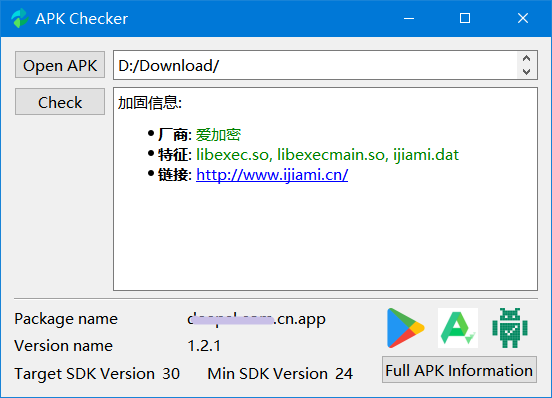 APK Checker
Open APK
D:/Download/
Check
加固信息:
厂商: 爱加密
特征: libexec.so, libexecmain.so, ijiami.dat
链接: http://www.ijiami.cn/
Package name .cn.app
Version name 1.2.1
Target SDK Version 30 Min SDK Version 24
Full APK Information